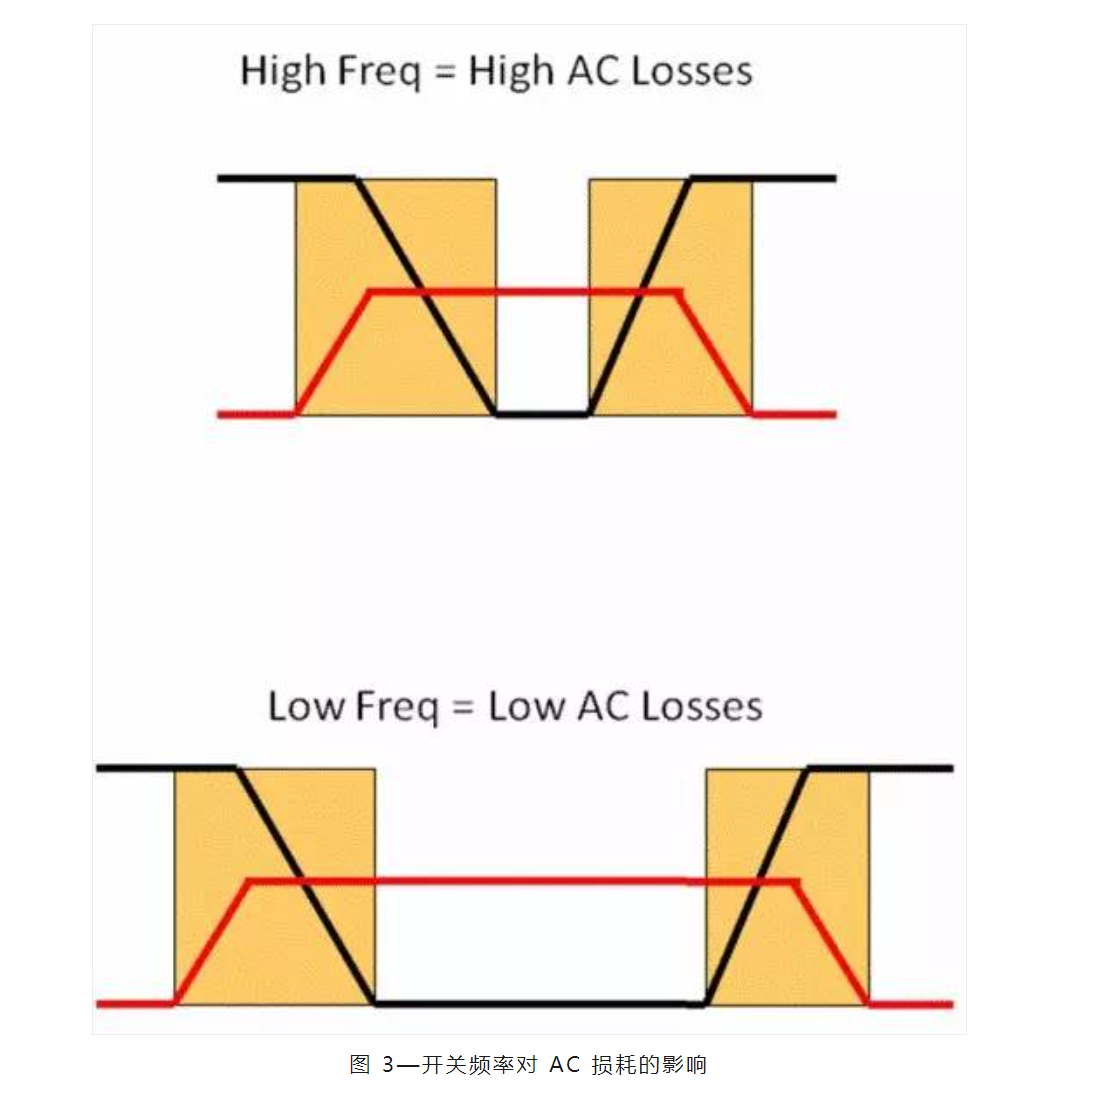 High Freq = High AC Losses
Low Freq = Low AC Losses
图 3—开关频率对 AC 损耗的影响